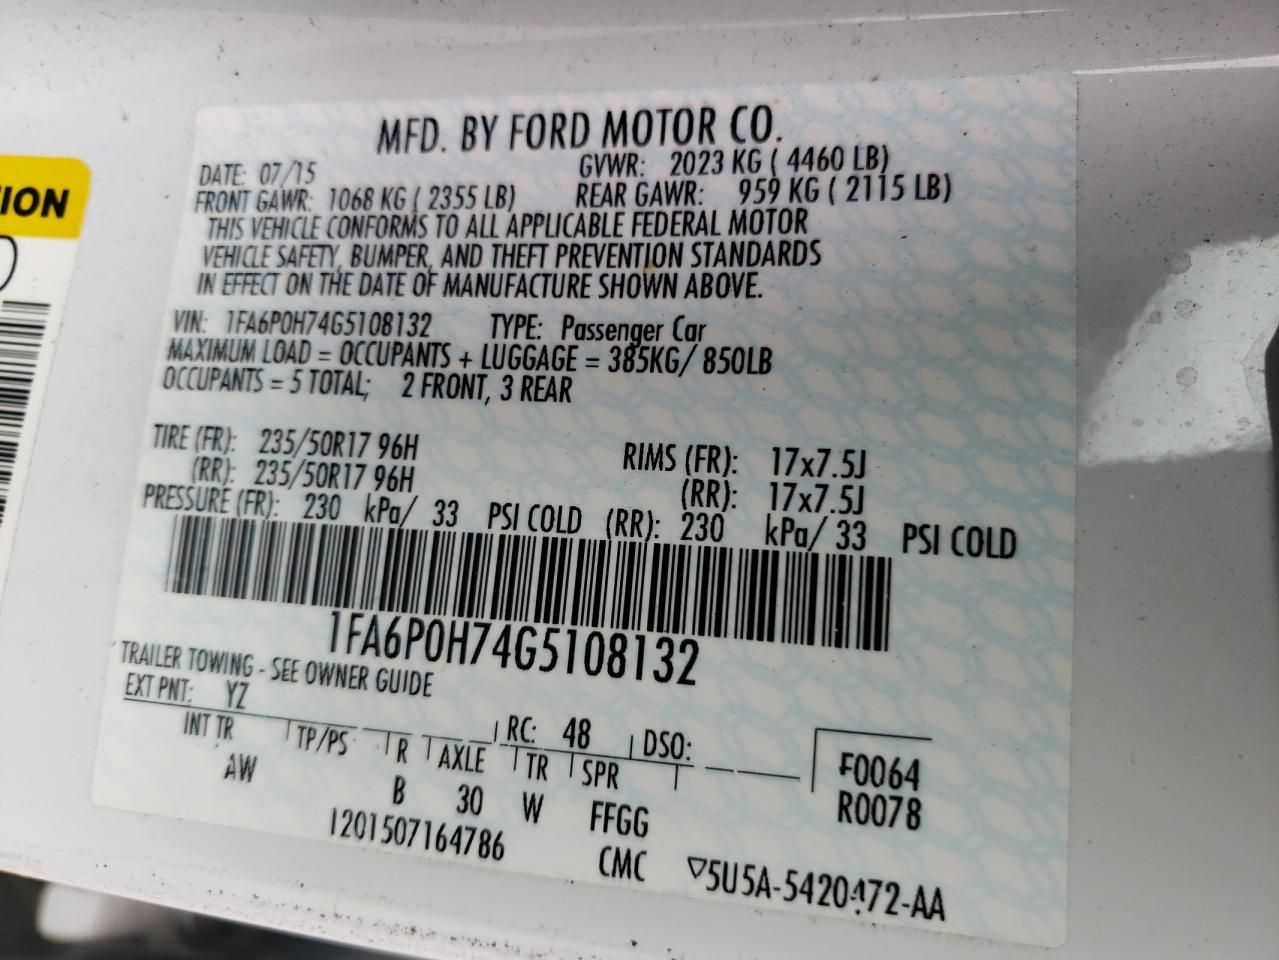 MFD. BY FORD MOTOR CO.
DATE: 07/15 GVWR: 2023 KG ( 4460 LB)
FRONT GAWR: 1068 KG ( 2355 LB) REAR GAWR: 959 KG ( 2115 LB)
THIS VEHICLE CONFORMS TO ALL APPLICABLE FEDERAL MOTOR
VEHICLE SAFETY, BUMPER, AND THEFT PREVENTION STANDARDS
IN EFFECT ON THE DATE OF MANUFACTURE SHOWN ABOVE.
VIN: 1FA6P0H74G5108132 TYPE: Passenger Car
MAXIMUM LOAD = OCCUPANTS + LUGGAGE = 385KG/ 850LB
OCCUPANTS = 5 TOTAL; 2 FRONT, 3 REAR
TIRE (FR): 235/50R17 96H RIMS (FR): 17x7.5J
(RR): 235/50R17 96H (RR): 17x7.5J
PRESSURE (FR): 230 kPa/ 33 PSI COLD (RR): 230 kPa/ 33 PSI COLD
1FA6P0H74G5108132
TRAILER TOWING - SEE OWNER GUIDE
EXT PNT: YZ RC: 48 DSO:
INT TR TP/PS R AXLE TR SPR F0064
AW B 30 W FFGG R0078
1201507164786 CMC ▽5U5A-5420472-AA
ION